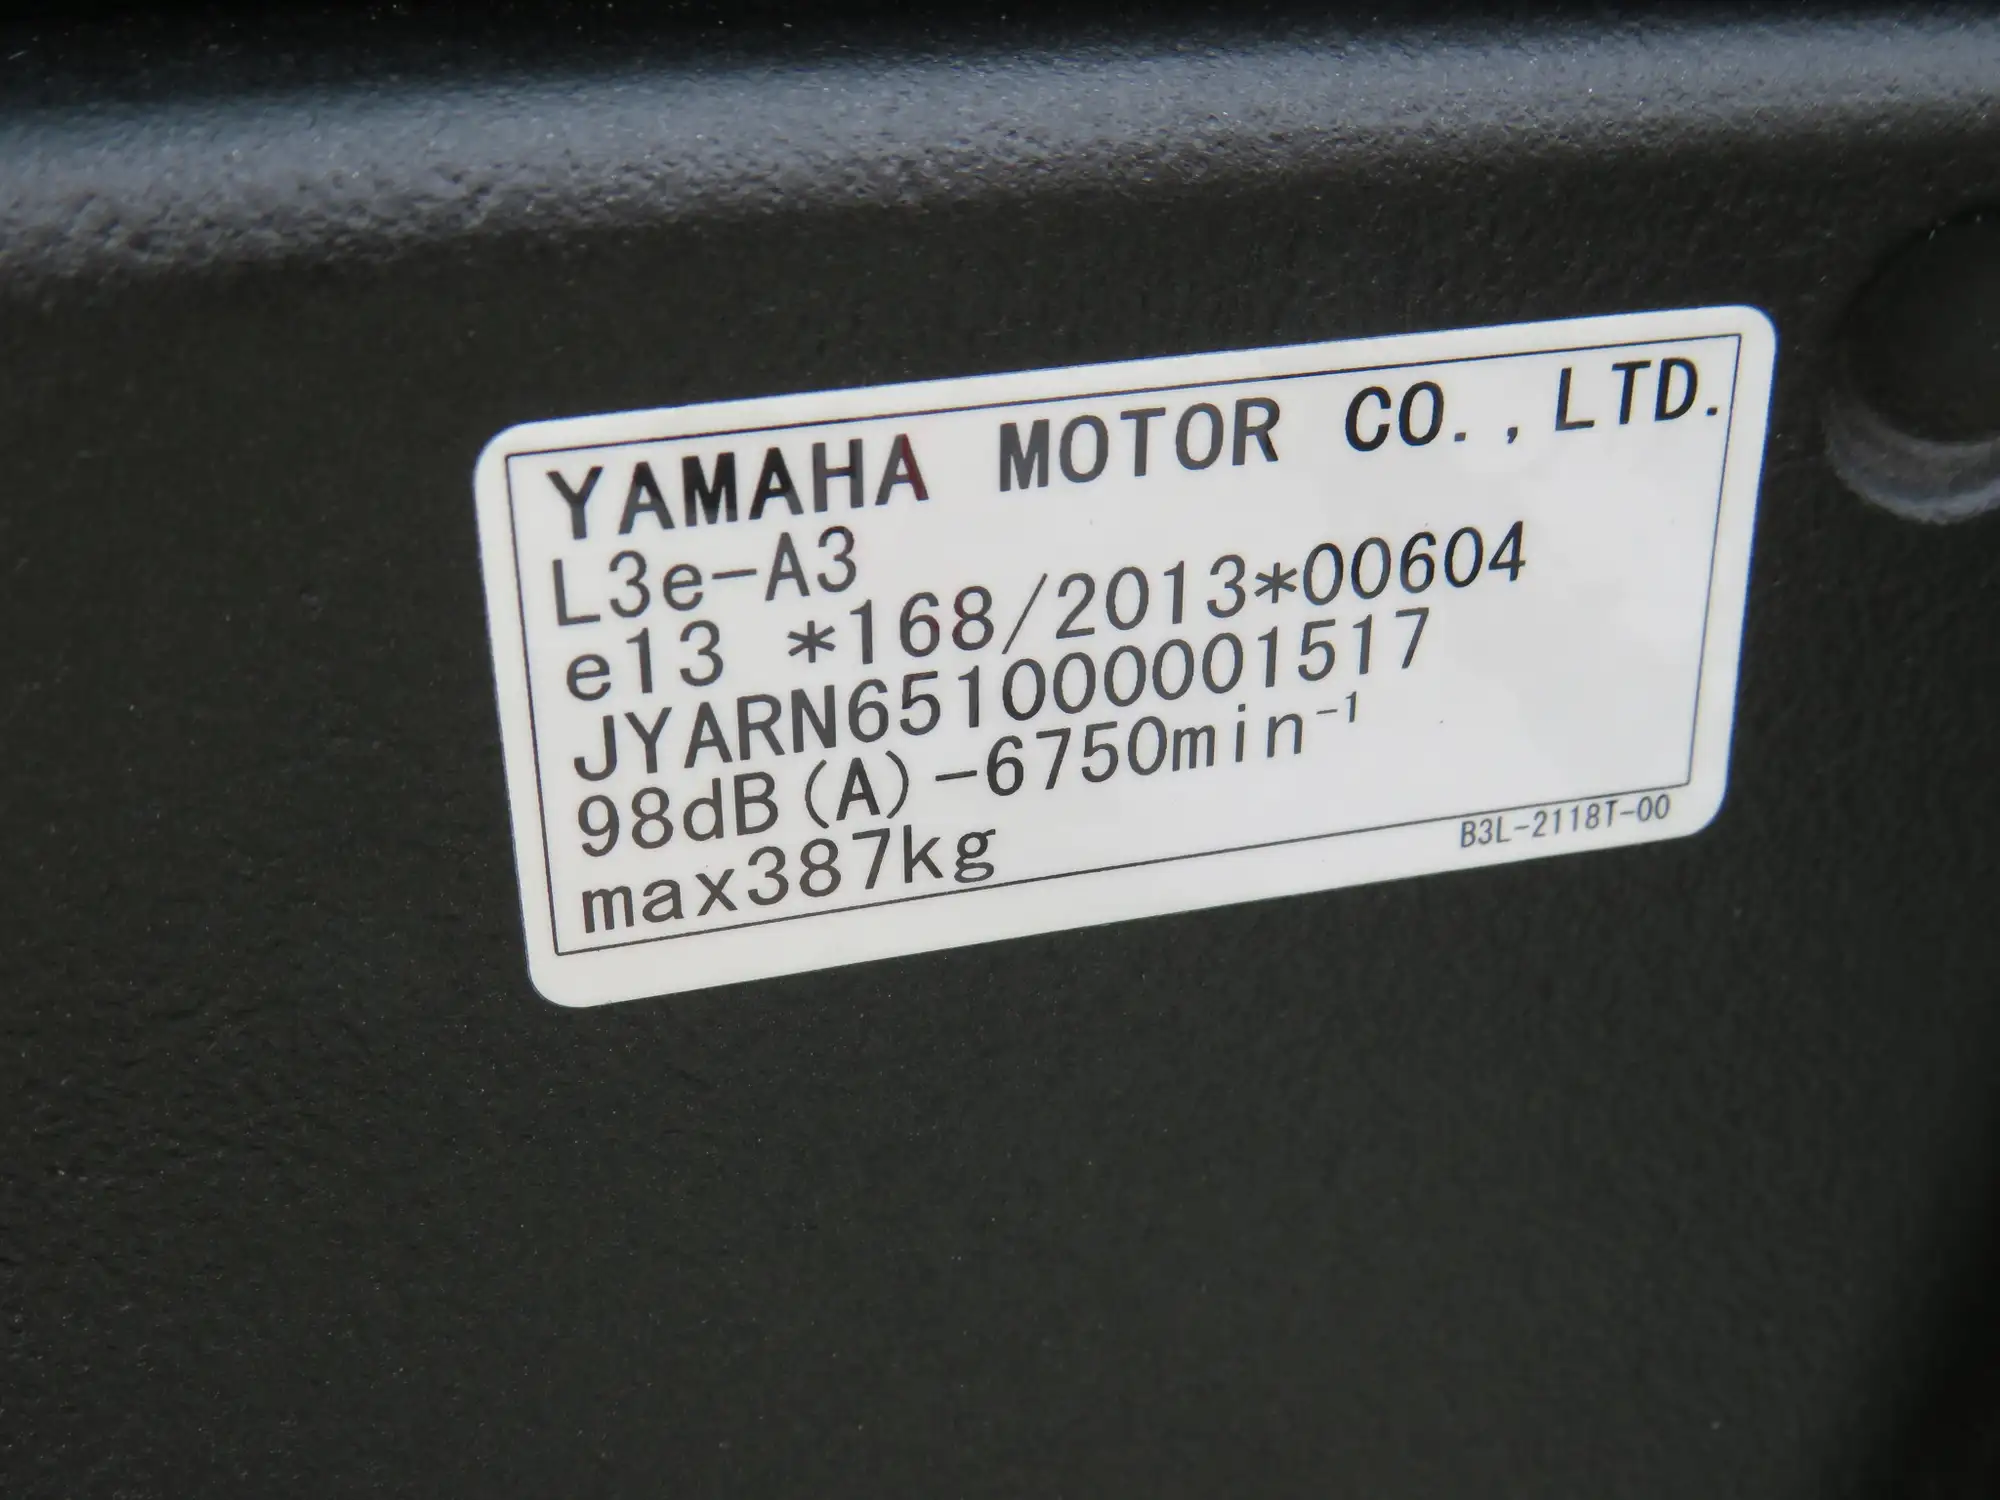 YAMAHA MOTOR CO.,LTD.
L3e-A3
e13 *168/2013*00604
JYARN651000001517
98dB(A)-6750min⁻¹
max387kg
B3L-2118T-00